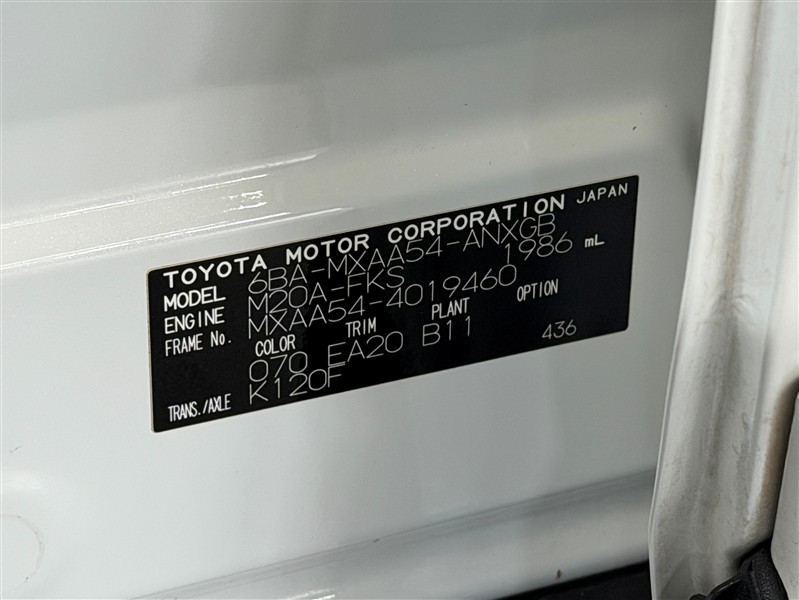 TOYOTA MOTOR CORPORATION JAPAN
MODEL 6BA-MXAA54-ANXGB
ENGINE M20A-FKS 1986 mL
FRAME No. MXAA54-4019460
COLOR TRIM PLANT OPTION
070 EA20 B11 436
TRANS./AXLE K120F